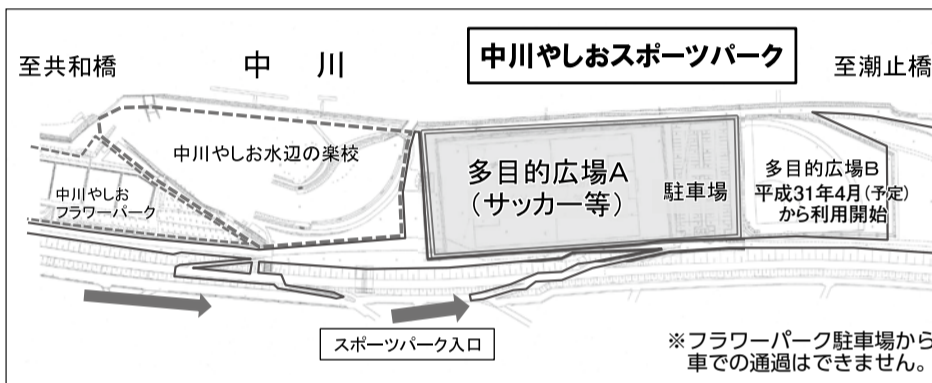 中川やしおスポーツパーク
至共和橋
中 川
至潮止橋
中川やしお水辺の楽校
中川やしお
フラワーパーク
多目的広場A
(サッカー等)
駐車場
多目的広場B
平成31年4月(予定)
から利用開始
スポーツパーク入口
※フラワーパーク駐車場から
車での通過はできません。